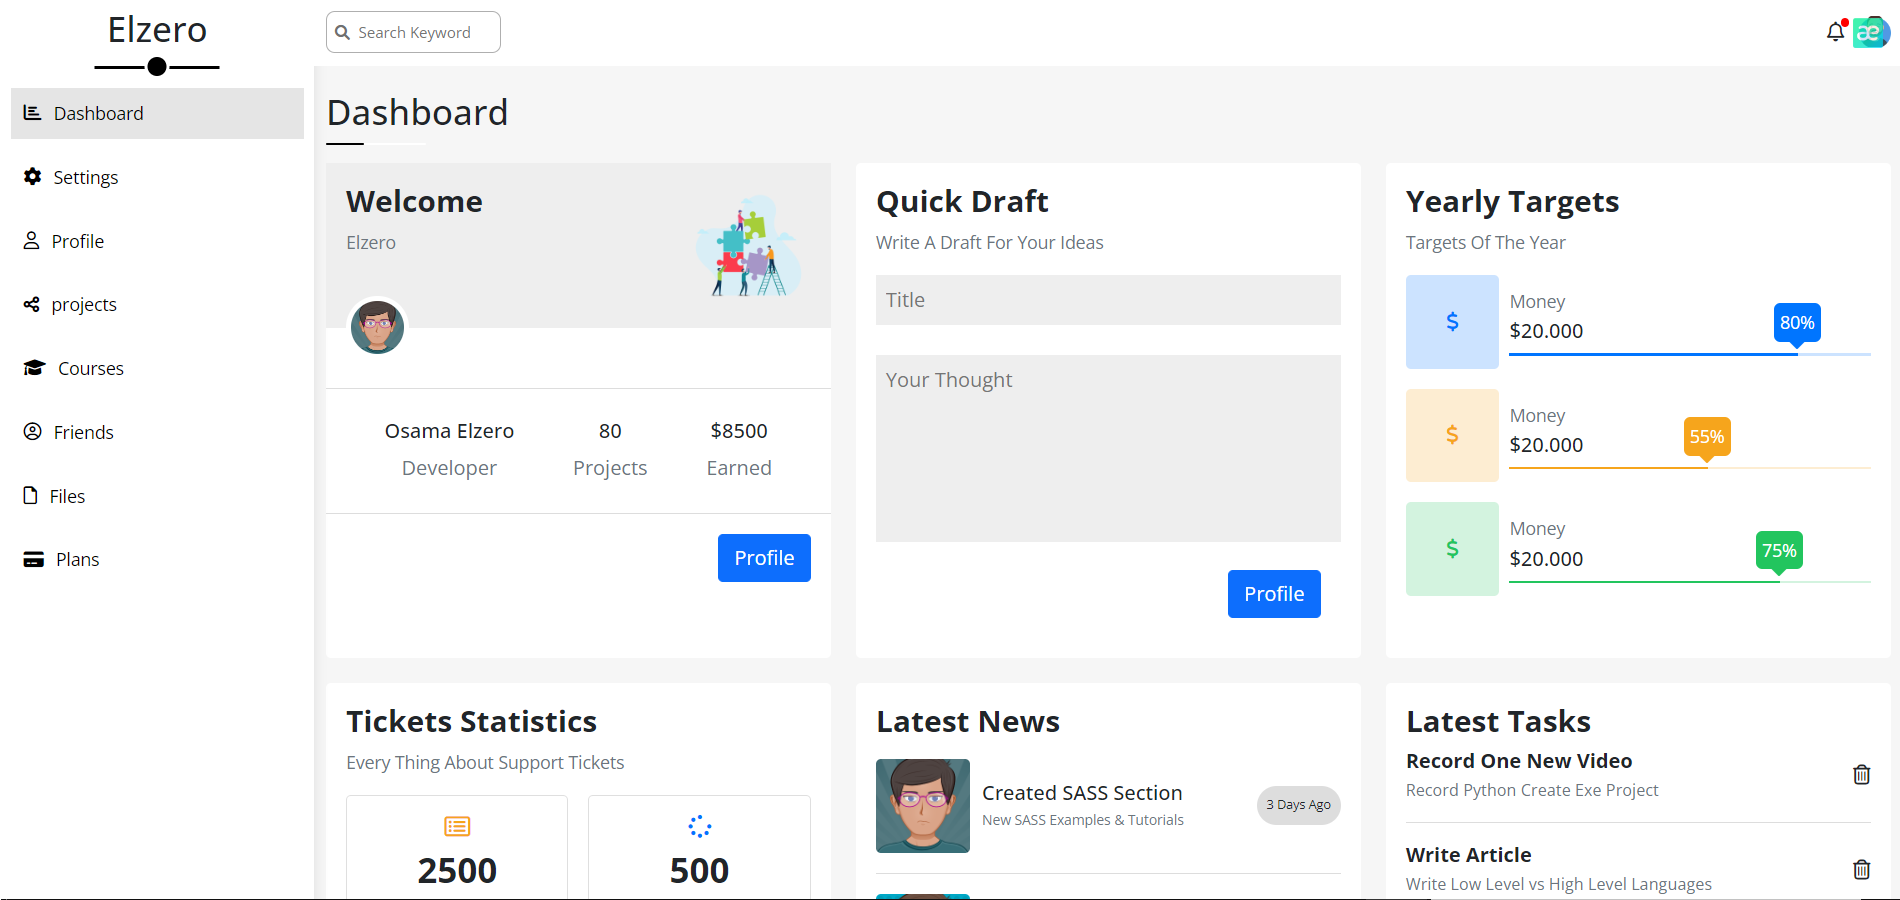 Elzero
Search Keyword
æ
Dashboard
Settings
Profile
projects
Courses
Friends
Files
Plans
Dashboard
Welcome
Elzero
Osama Elzero
Developer
80
Projects
$8500
Earned
Profile
Quick Draft
Write A Draft For Your Ideas
Title
Your Thought
Profile
Yearly Targets
Targets Of The Year
$
Money
$20.000
80%
$
Money
$20.000
55%
$
Money
$20.000
75%
Tickets Statistics
Every Thing About Support Tickets
2500
500
Latest News
Created SASS Section
New SASS Examples & Tutorials
3 Days Ago
Latest Tasks
Record One New Video
Record Python Create Exe Project
Write Article
Write Low Level vs High Level Languages